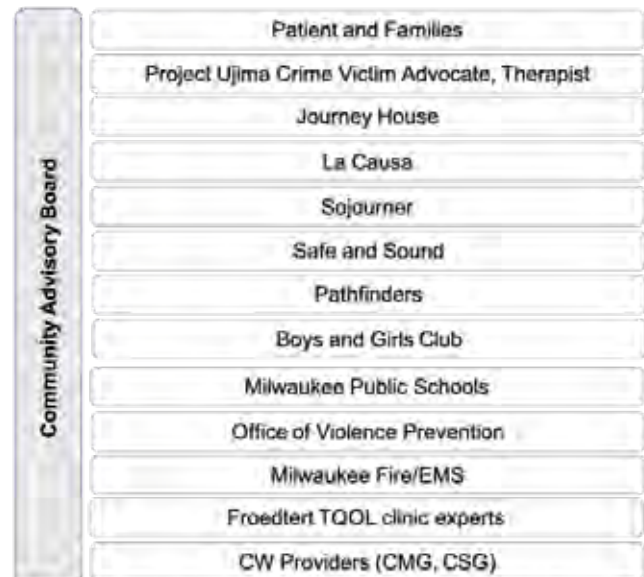 Community Advisory Board
Patient and Families
Project Ujima Crime Victim Advocate, Therapist
Journey House
La Causa
Sojourner
Safe and Sound
Pathfinders
Boys and Girls Club
Milwaukee Public Schools
Office of Violence Prevention
Milwaukee Fire/EMS
Froedtert TQOL clinic experts
CW Providers (CMG, CSG)